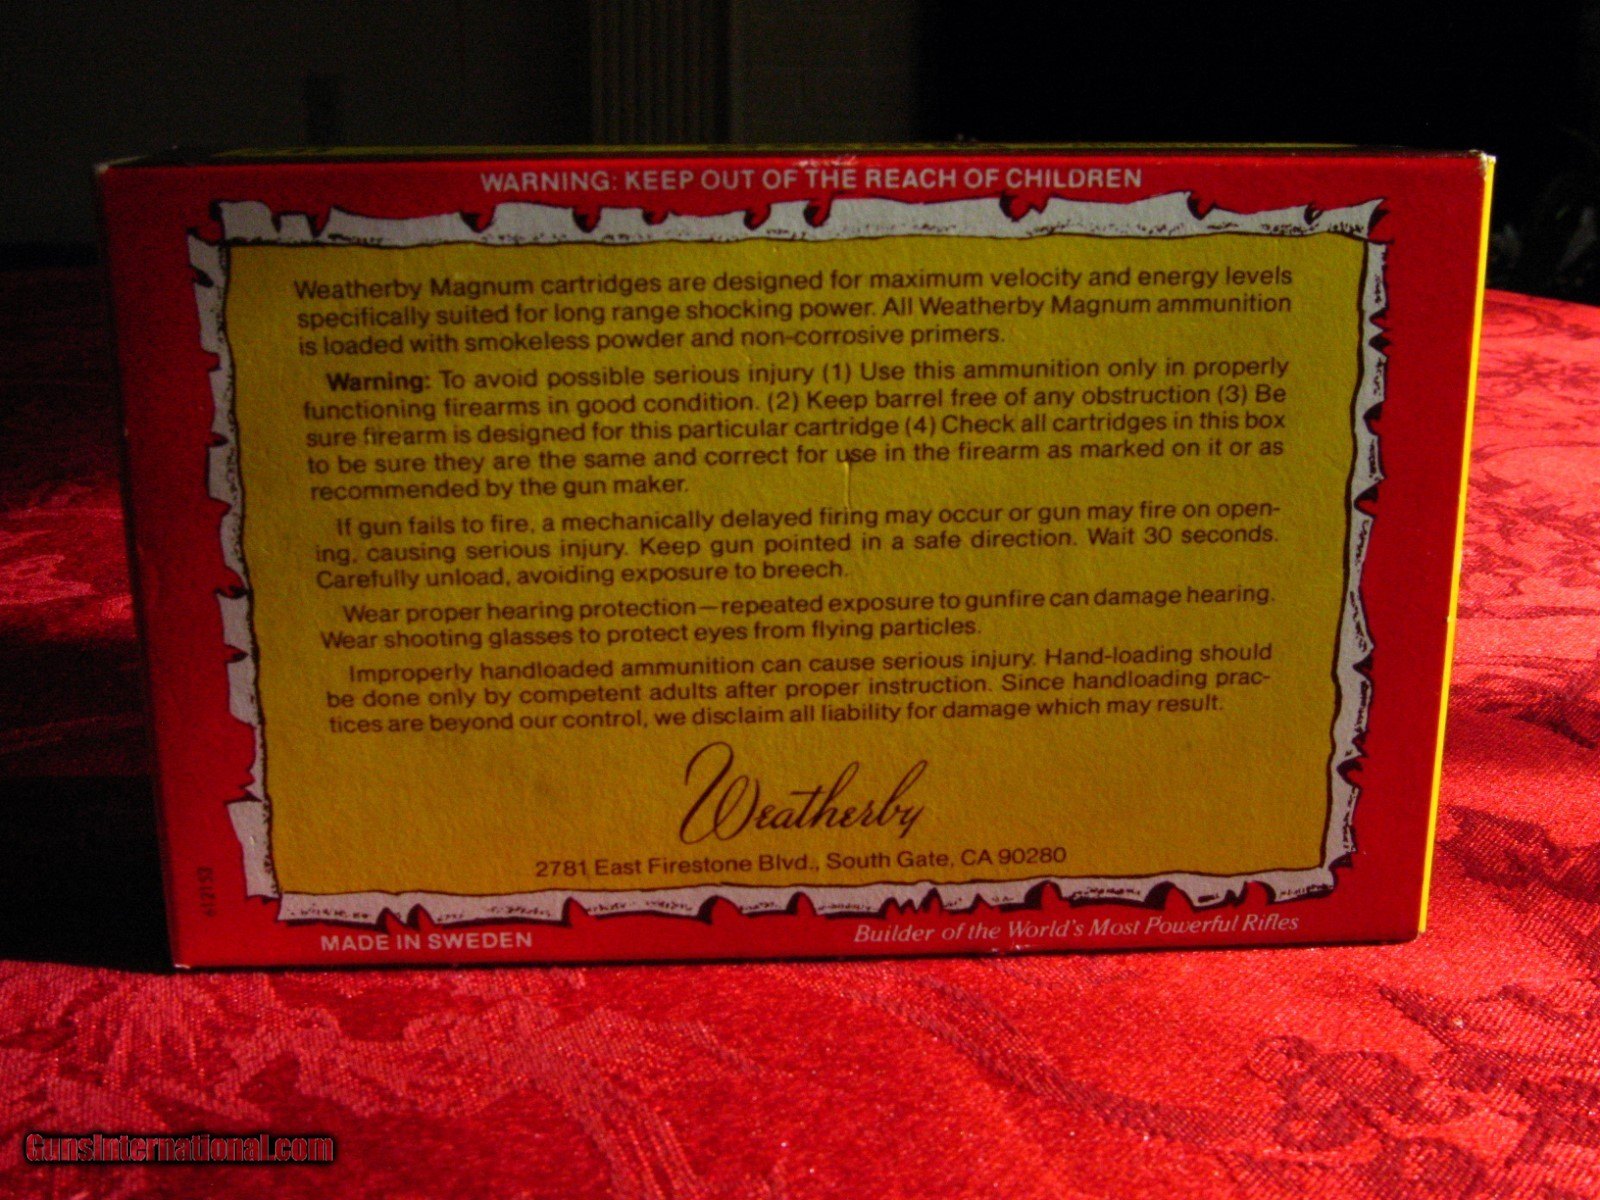 WARNING: KEEP OUT OF THE REACH OF CHILDREN
Weatherby Magnum cartridges are designed for maximum velocity and energy levels
specifically suited for long range shocking power. All Weatherby Magnum ammunition
is loaded with smokeless powder and non-corrosive primers.
Warning: To avoid possible serious injury (1) Use this ammunition only in properly
functioning firearms in good condition. (2) Keep barrel free of any obstruction (3) Be
sure firearm is designed for this particular cartridge (4) Check all cartridges in this box
to be sure they are the same and correct for use in the firearm as marked on it or as
recommended by the gun maker.
If gun fails to fire, a mechanically delayed firing may occur or gun may fire on open-
ing, causing serious injury. Keep gun pointed in a safe direction. Wait 30 seconds.
Carefully unload, avoiding exposure to breech.
Wear proper hearing protection—repeated exposure to gunfire can damage hearing.
Wear shooting glasses to protect eyes from flying particles.
Improperly handloaded ammunition can cause serious injury. Hand-loading should
be done only by competent adults after proper instruction. Since handloading prac-
tices are beyond our control, we disclaim all liability for damage which may result.
Weatherby
2781 East Firestone Blvd., South Gate, CA 90280
MADE IN SWEDEN
Builder of the World's Most Powerful Rifles
GunsInternational.com